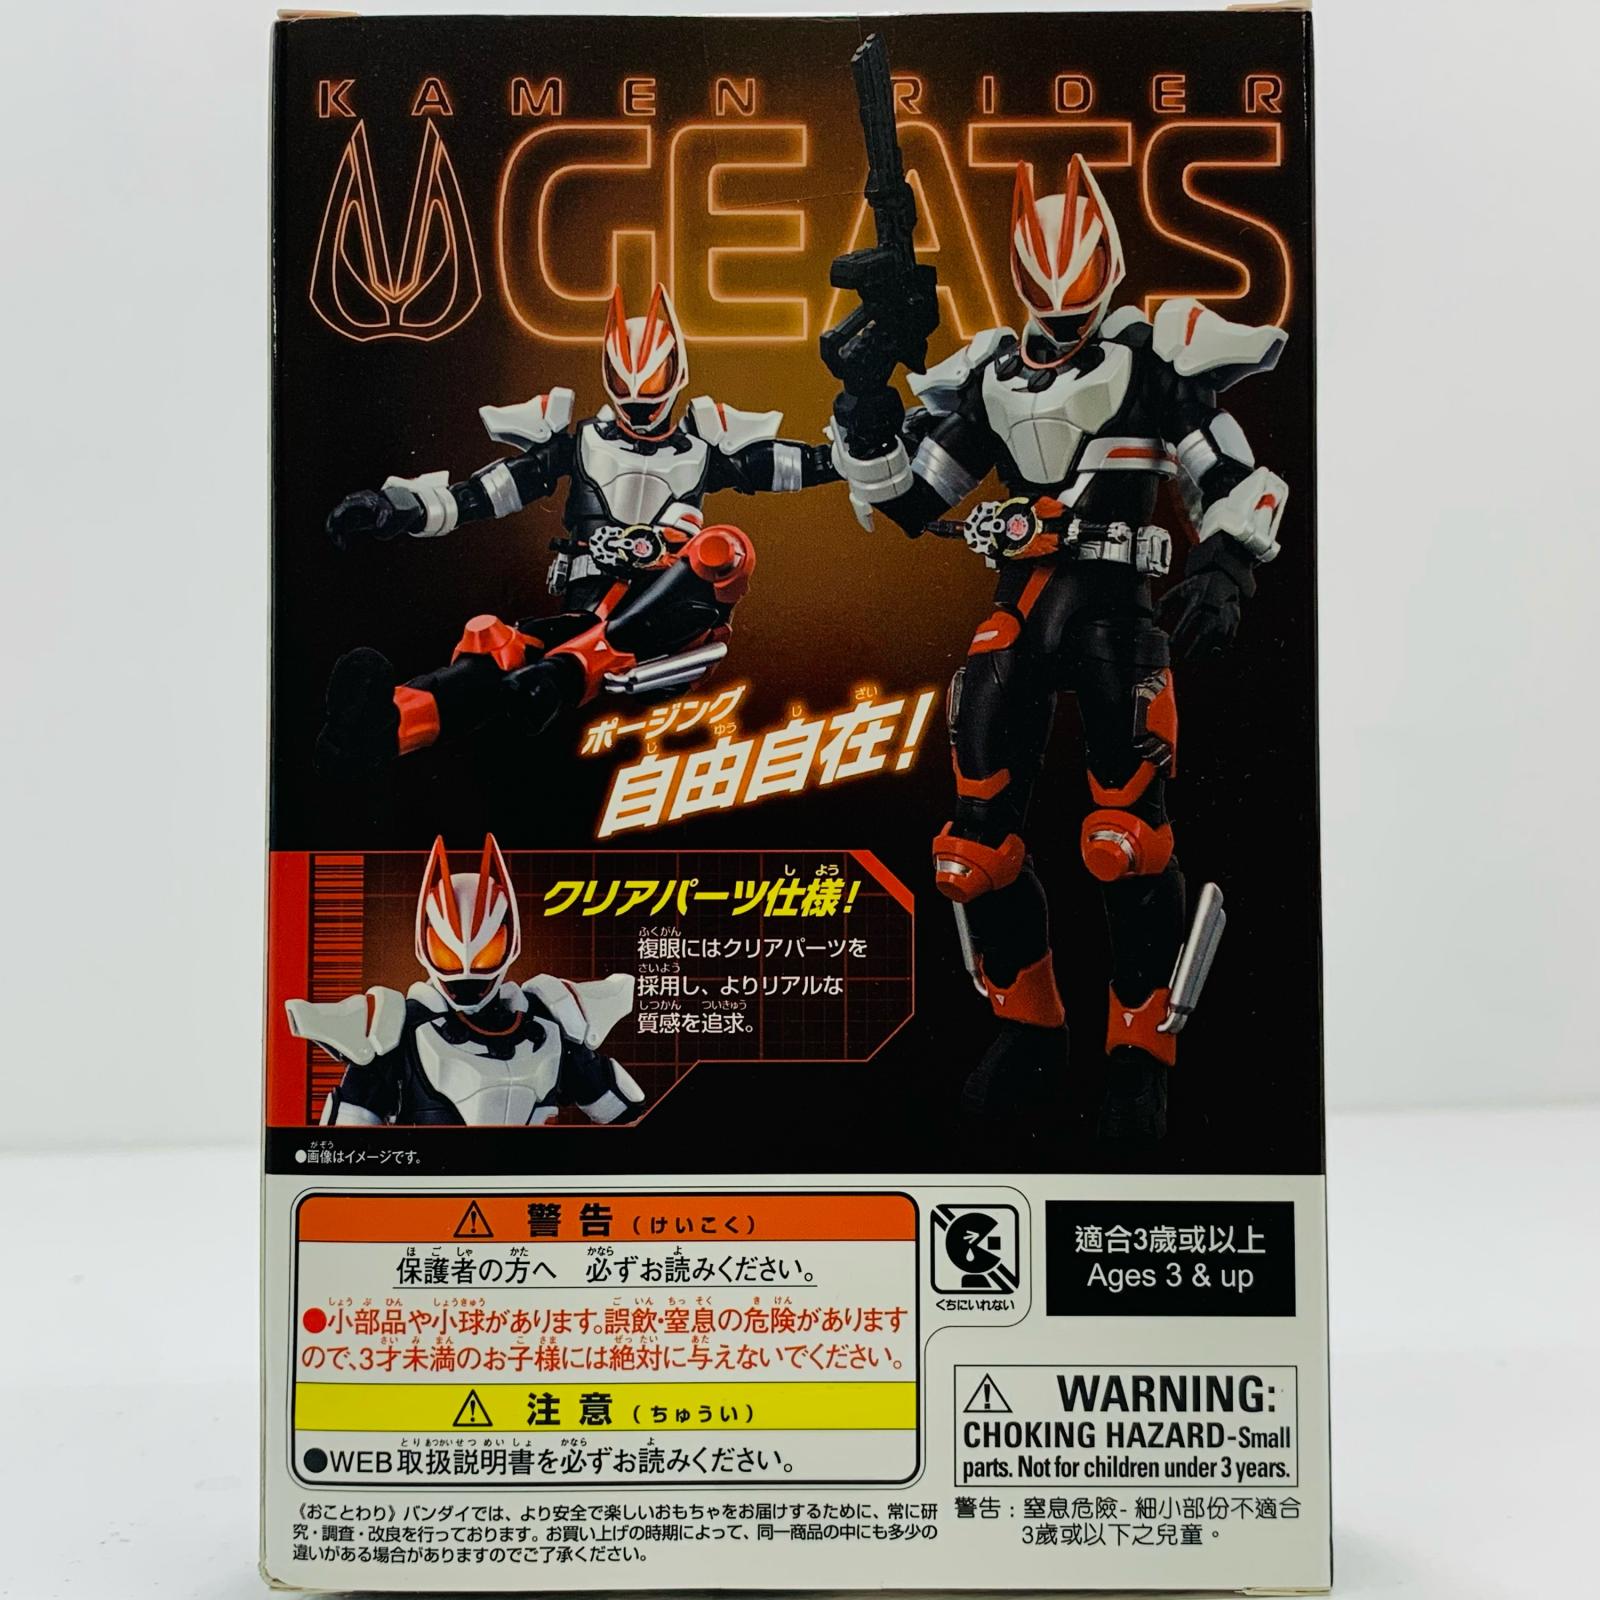 KAMEN RIDER
GEATS
ポージング
自由自在!
クリアパーツ仕様!
複眼にはクリアパーツを
採用し、よりリアルな
質感を追求。
●画像はイメージです。
警告(けいこく)
保護者の方へ 必ずお読みください。
●小部品や小球があります。誤飲・窒息の危険があります
ので、3才未満のお子様には絶対に与えないでください。
注意(ちゅうい)
●WEB取扱説明書を必ずお読みください。
くちにいれない
適合3歲或以上
Ages 3 & up
WARNING:
CHOKING HAZARD-Small
parts. Not for children under 3 years.
警告:窒息危險-細小部份不適合
3歲或以下之兒童。
《おことわり》バンダイでは、より安全で楽しいおもちゃをお届けするために、常に研
究・調査・改良を行っております。お買い上げの時期によって、同一商品の中にも多少の
違いがある場合がありますのでご了承ください。